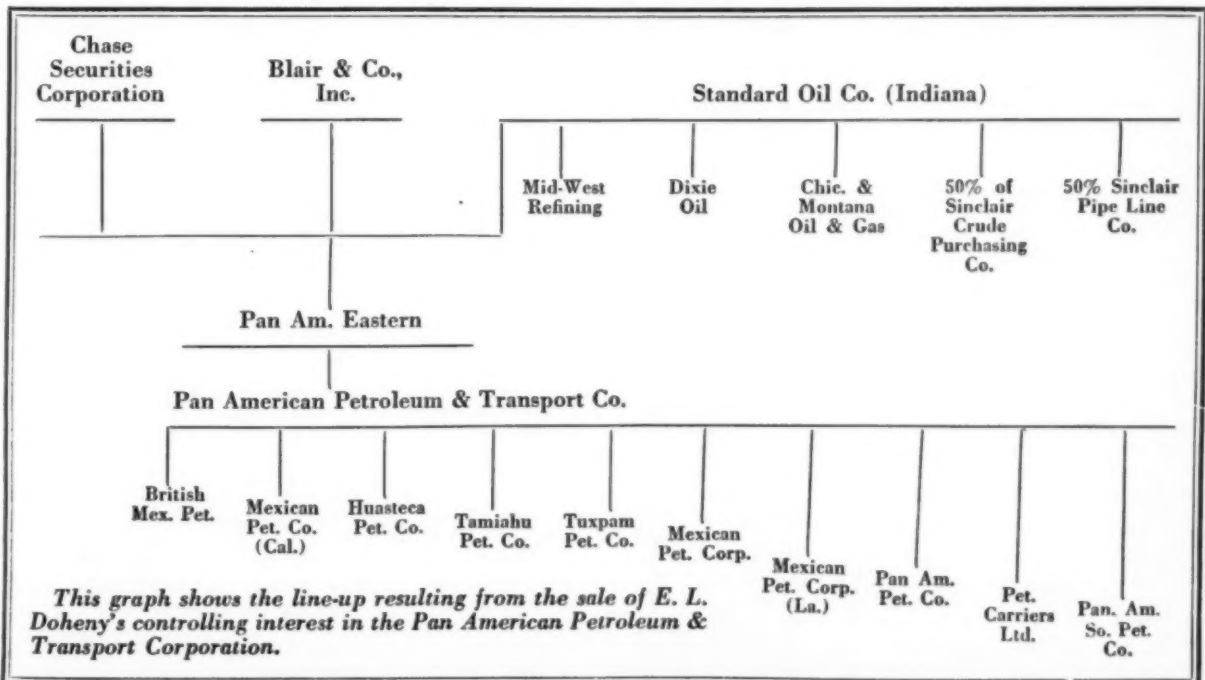 Chase
Securities
Corporation
Blair & Co.,
Inc.
Standard Oil Co. (Indiana)
Mid-West
Refining
Dixie
Oil
Chic. &
Montana
Oil & Gas
50% of
Sinclair
Crude
Purchasing
Co.
50% Sinclair
Pipe Line
Co.
Pan Am. Eastern
Pan American Petroleum & Transport Co.
British
Mex. Pet.
Mexican
Pet. Co.
(Cal.)
Huasteca
Pet. Co.
Tamiahu
Pet. Co.
Tuxpam
Pet. Co.
Mexican
Pet. Corp.
Mexican
Pet. Corp.
(La.)
Pan Am.
Pet. Co.
Pet.
Carriers
Ltd.
Pan. Am.
So. Pet.
Co.
This graph shows the line-up resulting from the sale of E. L.
Doheny's controlling interest in the Pan American Petroleum &
Transport Corporation.